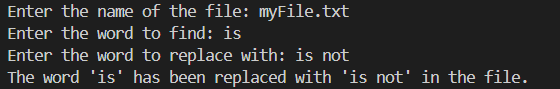 Enter the name of the file: myFile.txt
Enter the word to find: is
Enter the word to replace with: is not
The word 'is' has been replaced with 'is not' in the file.